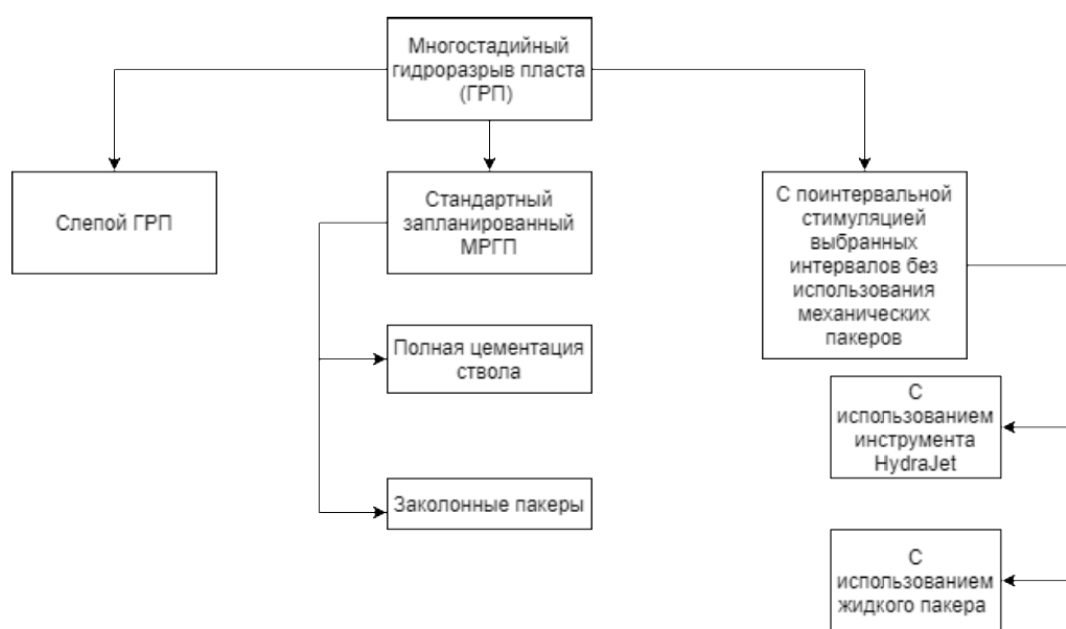 Многостадийный
гидроразрыв пласта
(ГРП)
Слепой ГРП
Стандартный
запланированный
МРГП
С поинтервальной
стимуляцией
выбранных
интервалов без
использования
механических
пакеров
Полная цементация
ствола
С
использованием
инструмента
HydraJet
Заколонные пакеры
С
использованием
жидкого пакера